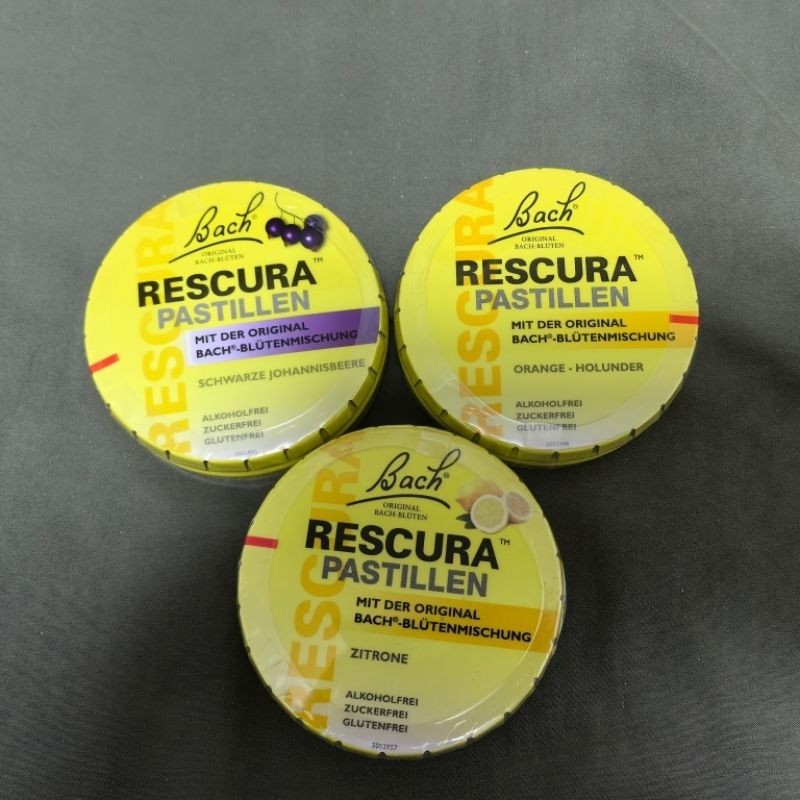 RESCURA
Bach®
ORIGINAL
BACH-BLÜTEN
RESCURA™
PASTILLEN
MIT DER ORIGINAL
BACH®-BLÜTENMISCHUNG
SCHWARZE JOHANNISBEERE
ALKOHOLFREI
ZUCKERFREI
GLUTENFREI
RESCURA
Bach®
ORIGINAL
BACH-BLÜTEN
RESCURA™
PASTILLEN
MIT DER ORIGINAL
BACH®-BLÜTENMISCHUNG
ORANGE - HOLUNDER
ALKOHOLFREI
ZUCKERFREI
GLUTENFREI
RESCURA
Bach®
ORIGINAL
BACH-BLÜTEN
RESCURA™
PASTILLEN
MIT DER ORIGINAL
BACH®-BLÜTENMISCHUNG
ZITRONE
ALKOHOLFREI
ZUCKERFREI
GLUTENFREI
3002957